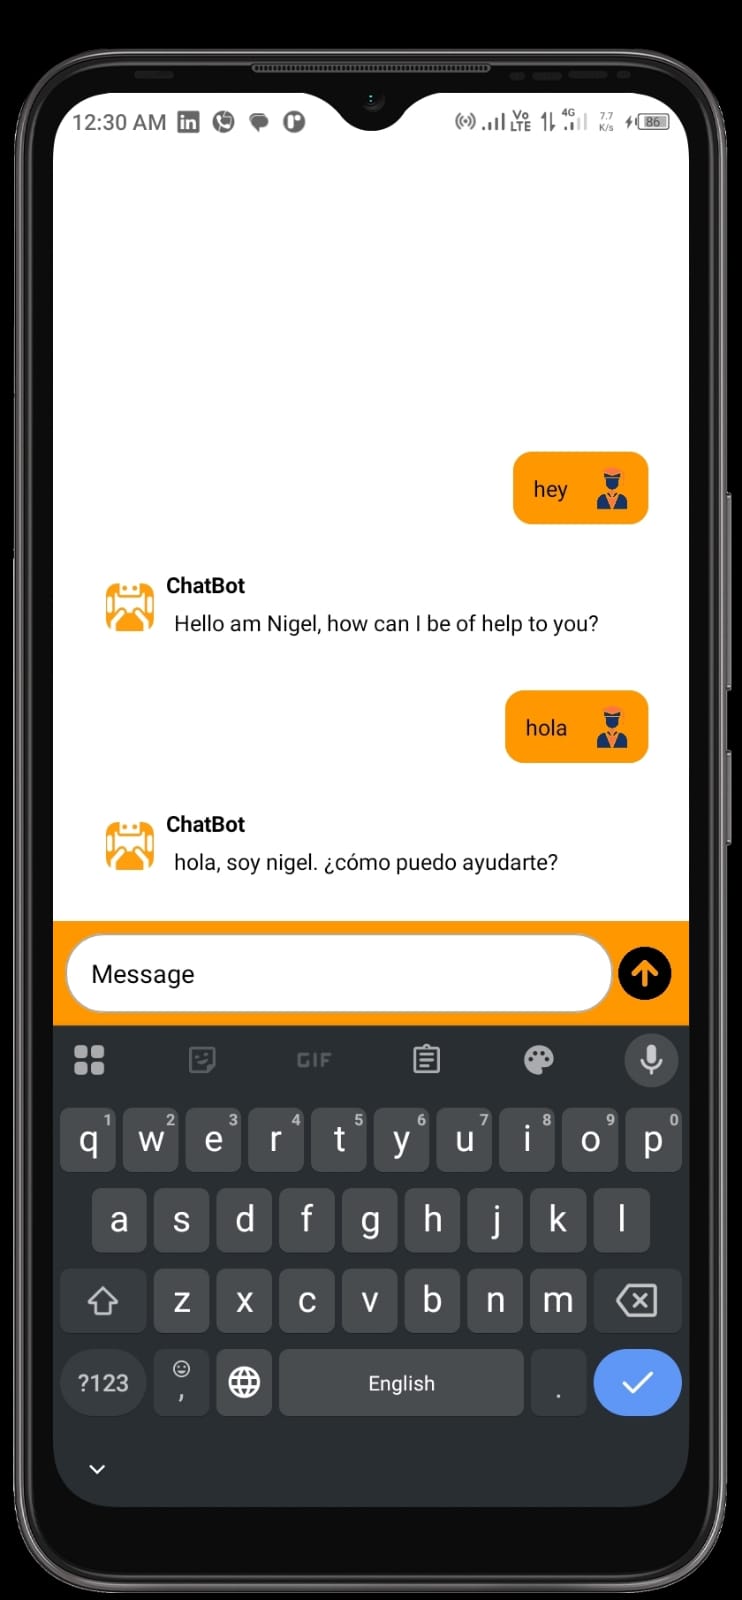 12:30 AM in Vo LTE 4G 7.7 K/s 86
hey
ChatBot
Hello am Nigel, how can I be of help to you?
hola
ChatBot
hola, soy nigel. ¿cómo puedo ayudarte?
Message
GIF
q 1 w 2 e 3 r 4 t 5 y 6 u 7 i 8 o 9 p 0
a s d f g h j k l
z x c v b n m
?123 , English .